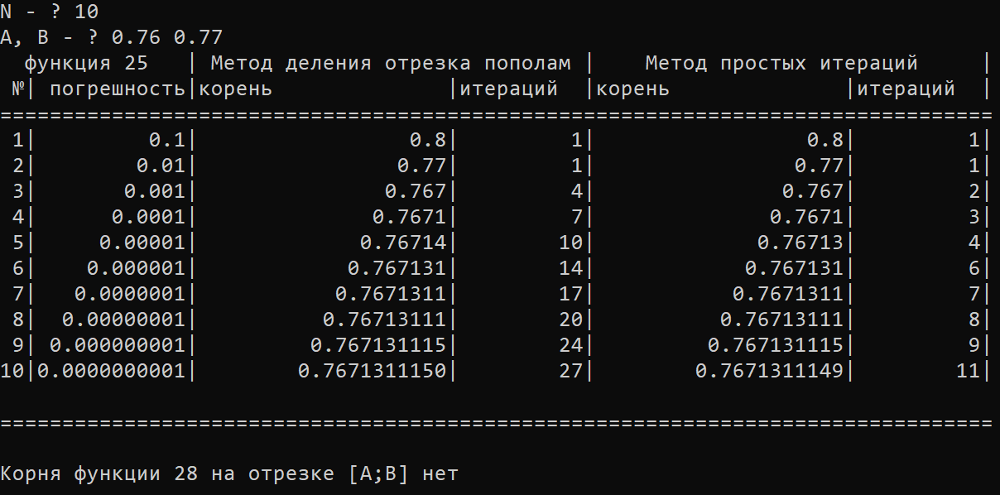 N - ? 10
A, B - ? 0.76 0.77
функция 25 | Метод деления отрезка пополам | Метод простых итераций |
№| погрешность|корень |итераций |корень |итераций |
================================================================================
1| 0.1| 0.8| 1| 0.8| 1|
2| 0.01| 0.77| 1| 0.77| 1|
3| 0.001| 0.767| 4| 0.767| 2|
4| 0.0001| 0.7671| 7| 0.7671| 3|
5| 0.00001| 0.76714| 10| 0.76713| 4|
6| 0.000001| 0.767131| 14| 0.767131| 6|
7| 0.0000001| 0.7671311| 17| 0.7671311| 7|
8| 0.00000001| 0.76713111| 20| 0.76713111| 8|
9| 0.000000001| 0.767131115| 24| 0.767131115| 9|
10|0.0000000001| 0.7671311150| 27| 0.7671311149| 11|
================================================================================
Корня функции 28 на отрезке [A;B] нет